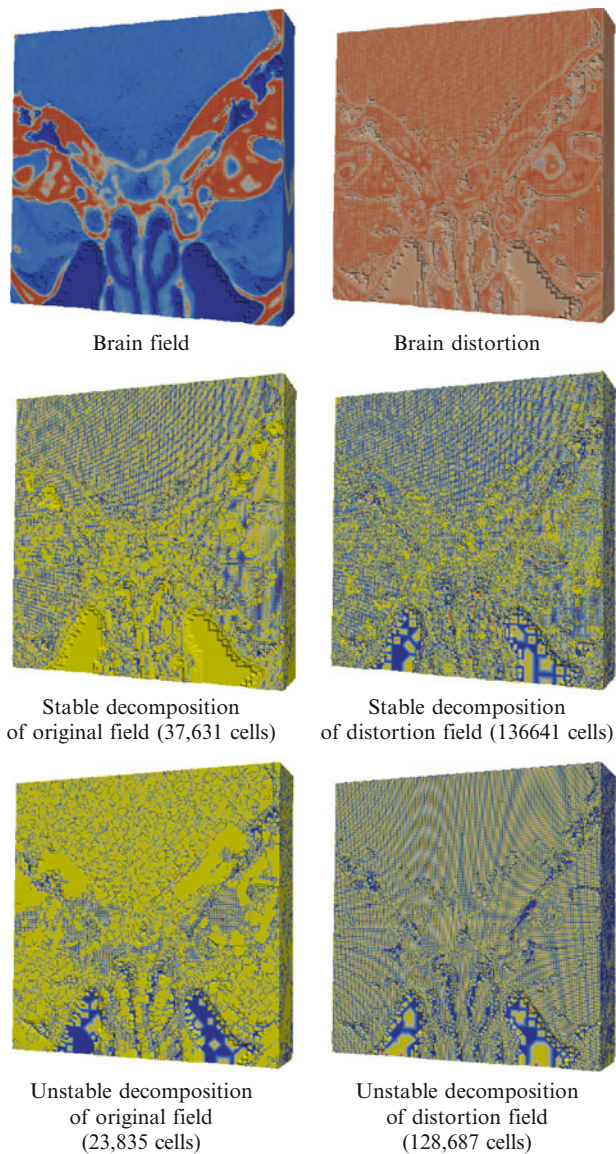 Brain field
Brain distortion
Stable decomposition
of original field (37,631 cells)
Stable decomposition
of distortion field (136641 cells)
Unstable decomposition
of original field
(23,835 cells)
Unstable decomposition
of distortion field
(128,687 cells)